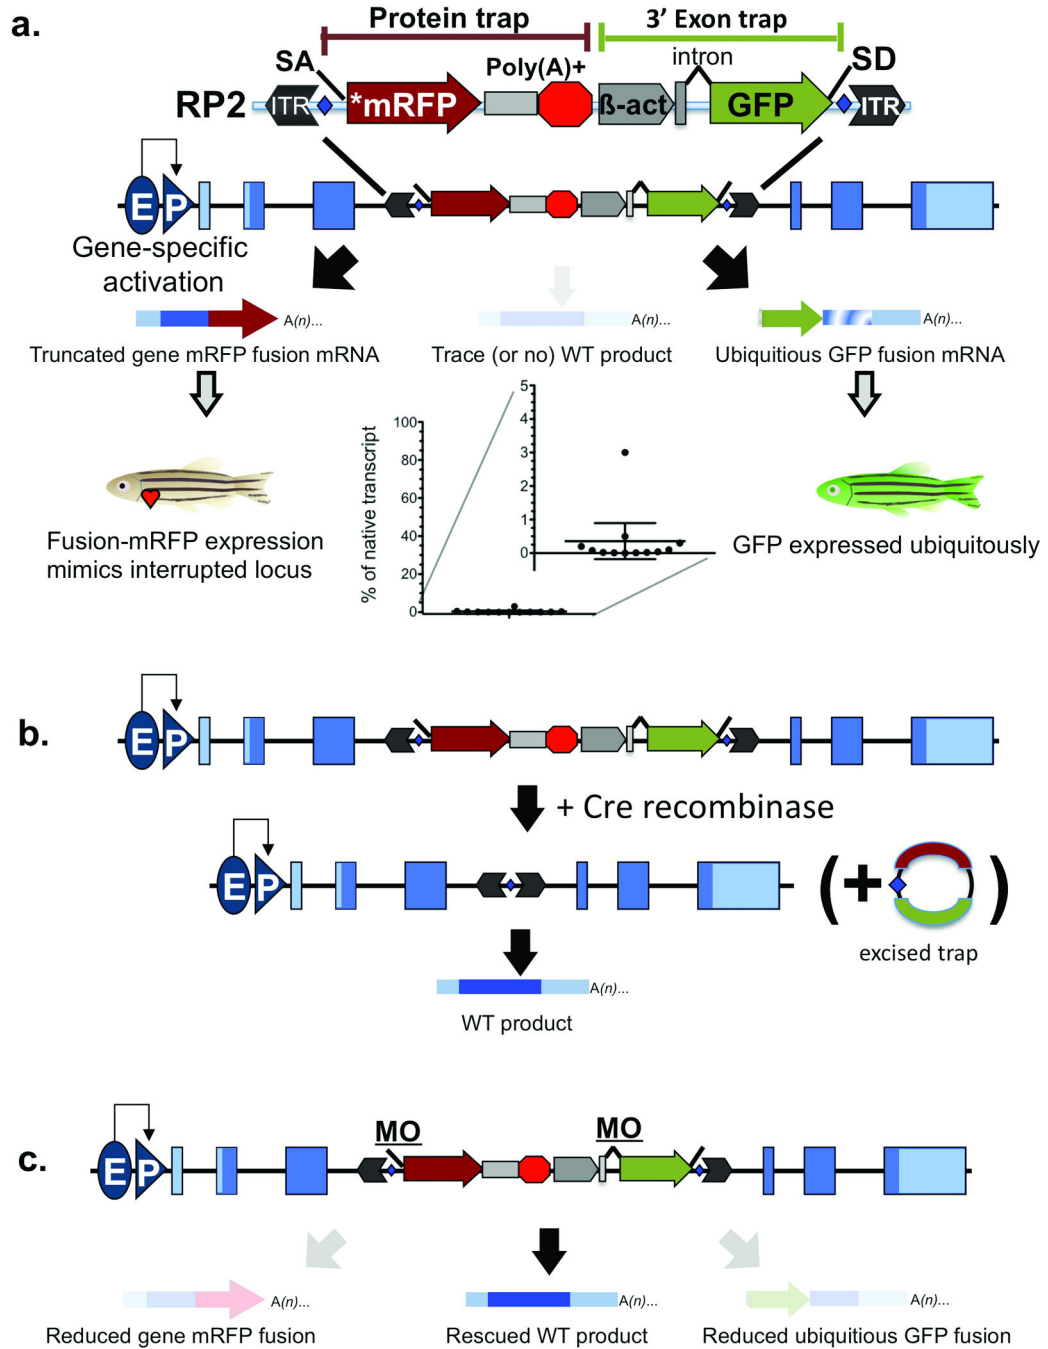 a.
Protein trap
3’ Exon trap
SA
Poly(A)+
intron
SD
RP2
ITR
*mRFP
ß-act
GFP
ITR
E
P
Gene-specific
activation
A(n)...
A(n)...
A(n)...
Truncated gene mRFP fusion mRNA
Trace (or no) WT product
Ubiquitious GFP fusion mRNA
% of native transcript
100
80
60
40
20
0
5
4
3
2
1
0
Fusion-mRFP expression
mimics interrupted locus
GFP expressed ubiquitously
b.
E
P
+ Cre recombinase
E
P
(+
)
excised trap
A(n)...
WT product
c.
MO
MO
E
P
A(n)...
A(n)...
A(n)...
Reduced gene mRFP fusion
Rescued WT product
Reduced ubiquitous GFP fusion